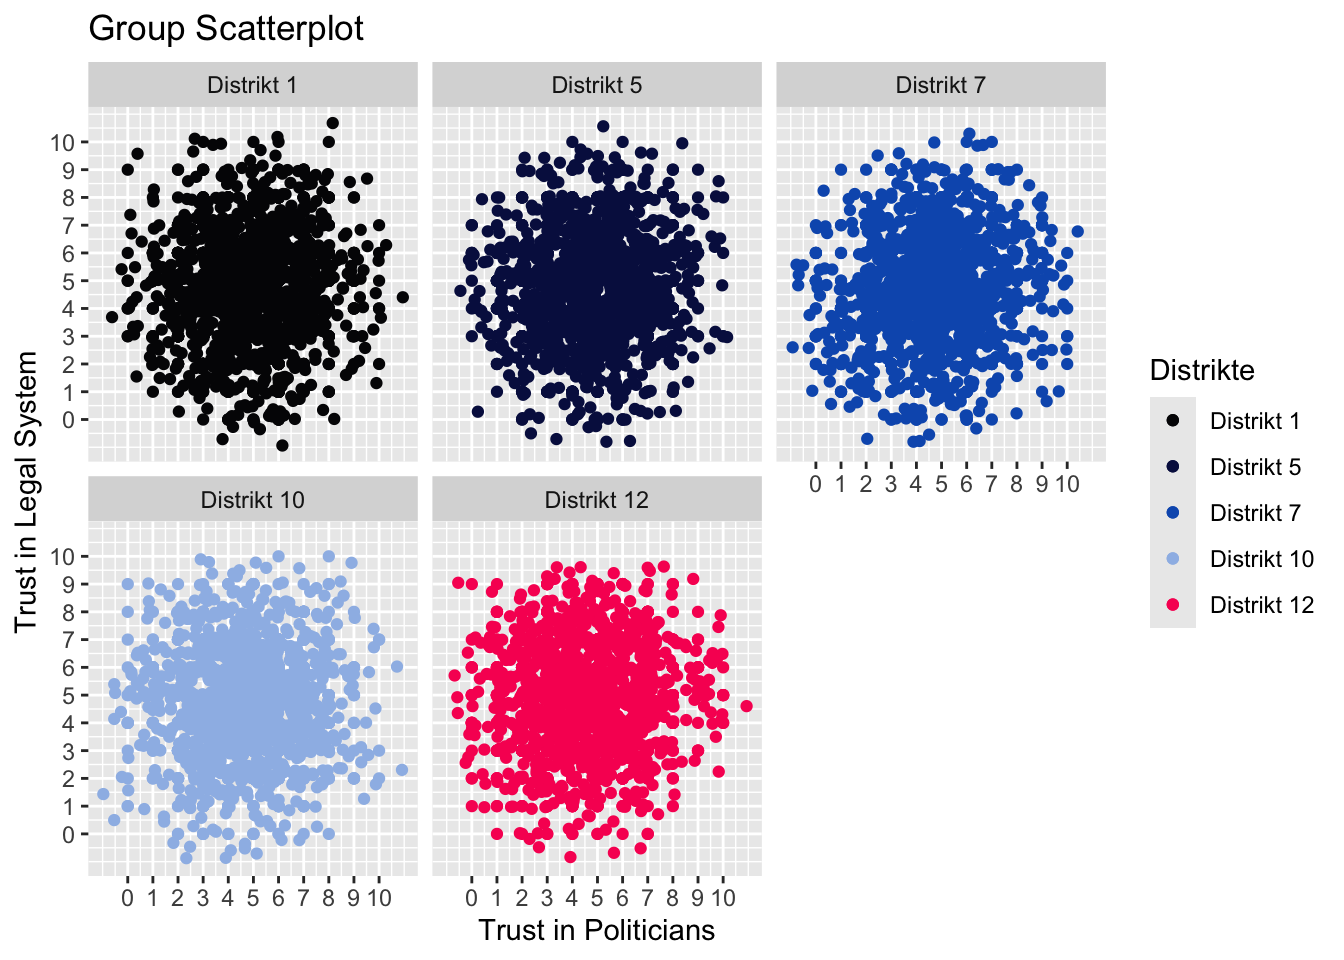 Group Scatterplot
Distrikt 1
Distrikt 5
Distrikt 7
10
9
8
7
6
5
4
3
2
1
0
0 1 2 3 4 5 6 7 8 9 10
Trust in Legal System
Distrikt 10
Distrikt 12
10
9
8
7
6
5
4
3
2
1
0
0 1 2 3 4 5 6 7 8 9 10
0 1 2 3 4 5 6 7 8 9 10
Trust in Politicians
Distrikte
Distrikt 1
Distrikt 5
Distrikt 7
Distrikt 10
Distrikt 12